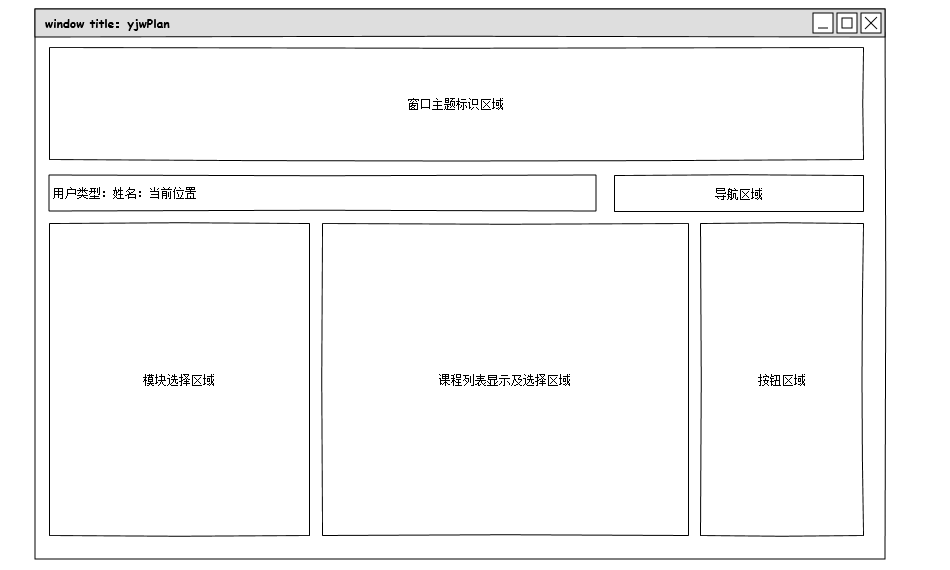 window title: yjwPlan
窗口主题标识区域
用户类型：姓名：当前位置
导航区域
模块选择区域
课程列表显示及选择区域
按钮区域